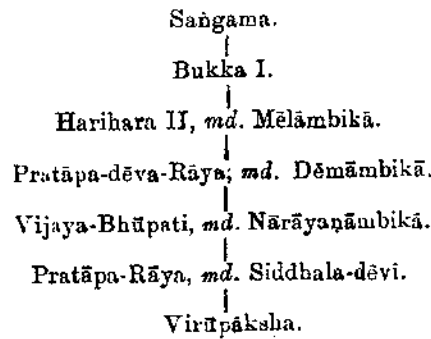 Saṅgama.
Bukka I.
Harihara II, md. Mēlāmbikā.
Pratāpa-dēva-Rāya, md. Dēmāmbikā.
Vijaya-Bhūpati, md. Nārāyaṇāmbikā.
Pratāpa-Rāya, md. Siddhala-dēvi.
Virūpāksha.